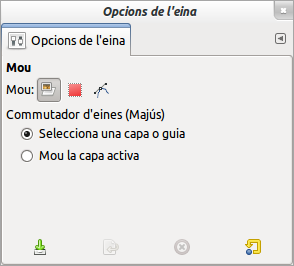 Opcions de l'eina
Opcions de l'eina
Mou
Mou:
Commutador d'eines (Majús)
Selecciona una capa o guia
Mou la capa activa